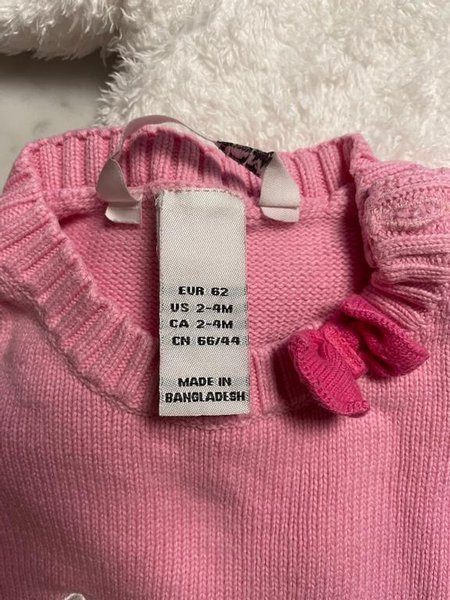 EUR 62
US 2-4M
CA 2-4M
CN 66/44
MADE IN
BANGLADESH